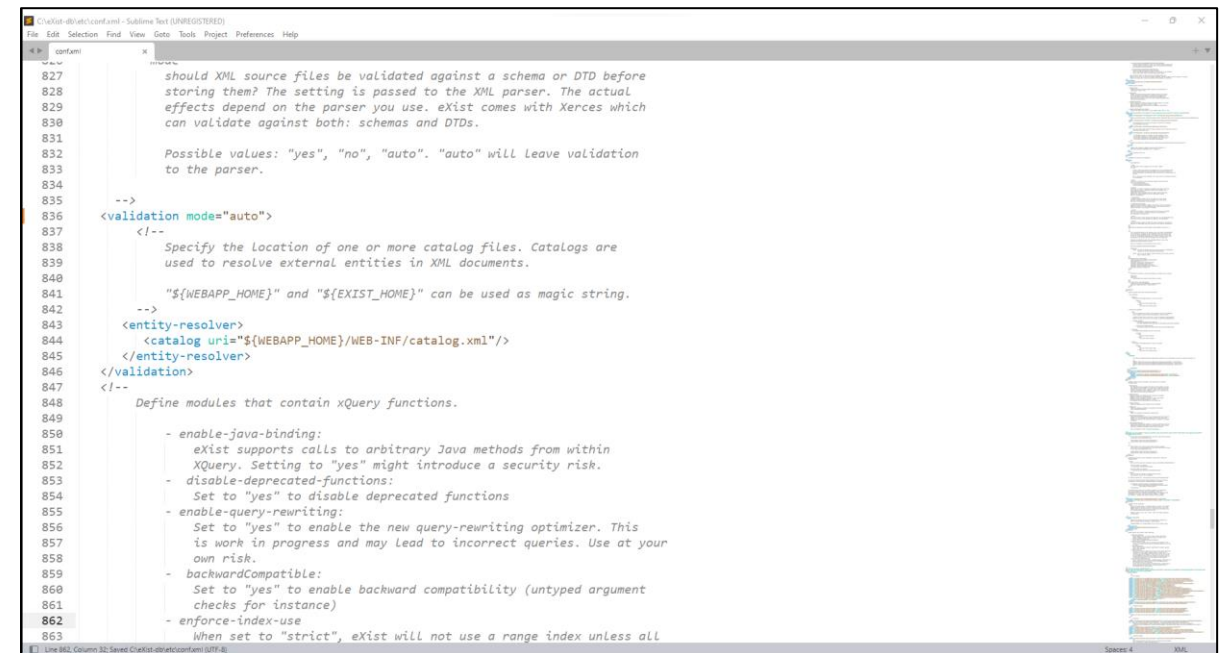 C:\eXist-db\etc\conf.xml - Sublime Text (UNREGISTERED)
File Edit Selection Find View Goto Tools Project Preferences Help
conf.xml
826 mode
827 should XML source files be validated against a schema or DTD before
828 storing them? The setting is passed to the XML parser. The actual
829 effects depend on the parser you use. eXist comes with Xerces which
830 can validate against both: schemas and DTDs.
831
832 Possible values: "yes", "no", "auto". "auto" will leave validation
833 to the parser.
834
835 -->
836 <validation mode="auto">
837 <!--
838 Specify the location of one or more catalog files. Catalogs are
839 used to resolve external entities in XML documents.
840
841 "${WEBAPP_HOME}" and "${EXIST_HOME}" can be used as magic string.
842 -->
843 <entity-resolver>
844 <catalog uri="${WEBAPP_HOME}/WEB-INF/catalog.xml"/>
845 </entity-resolver>
846 </validation>
847 <!--
848 Define modules that contain xQuery functions.
849
850 - enable-java-binding:
851 eXist supports calls to arbitrary Java methods from within
852 XQuery. Setting to "yes" might introduce a security risk.
853 - disable-deprecated-functions:
854 Set to "yes" to disable deprecated functions
855 - enable-query-rewriting:
856 Set to "yes" to enable the new query-rewriting optimizer. This
857 is work in progress and may lead to incorrect queries. Use at your
858 own risk.
859 - backwardCompatible:
860 Set to "yes" to enable backward compatibility (untyped argument
861 checks for instance)
862 - enforce-index-use
863 When set to "strict", eXist will not use a range index unless all
Line 862, Column 32; Saved C:\eXist-db\etc\conf.xml (UTF-8)
Spaces: 4 XML